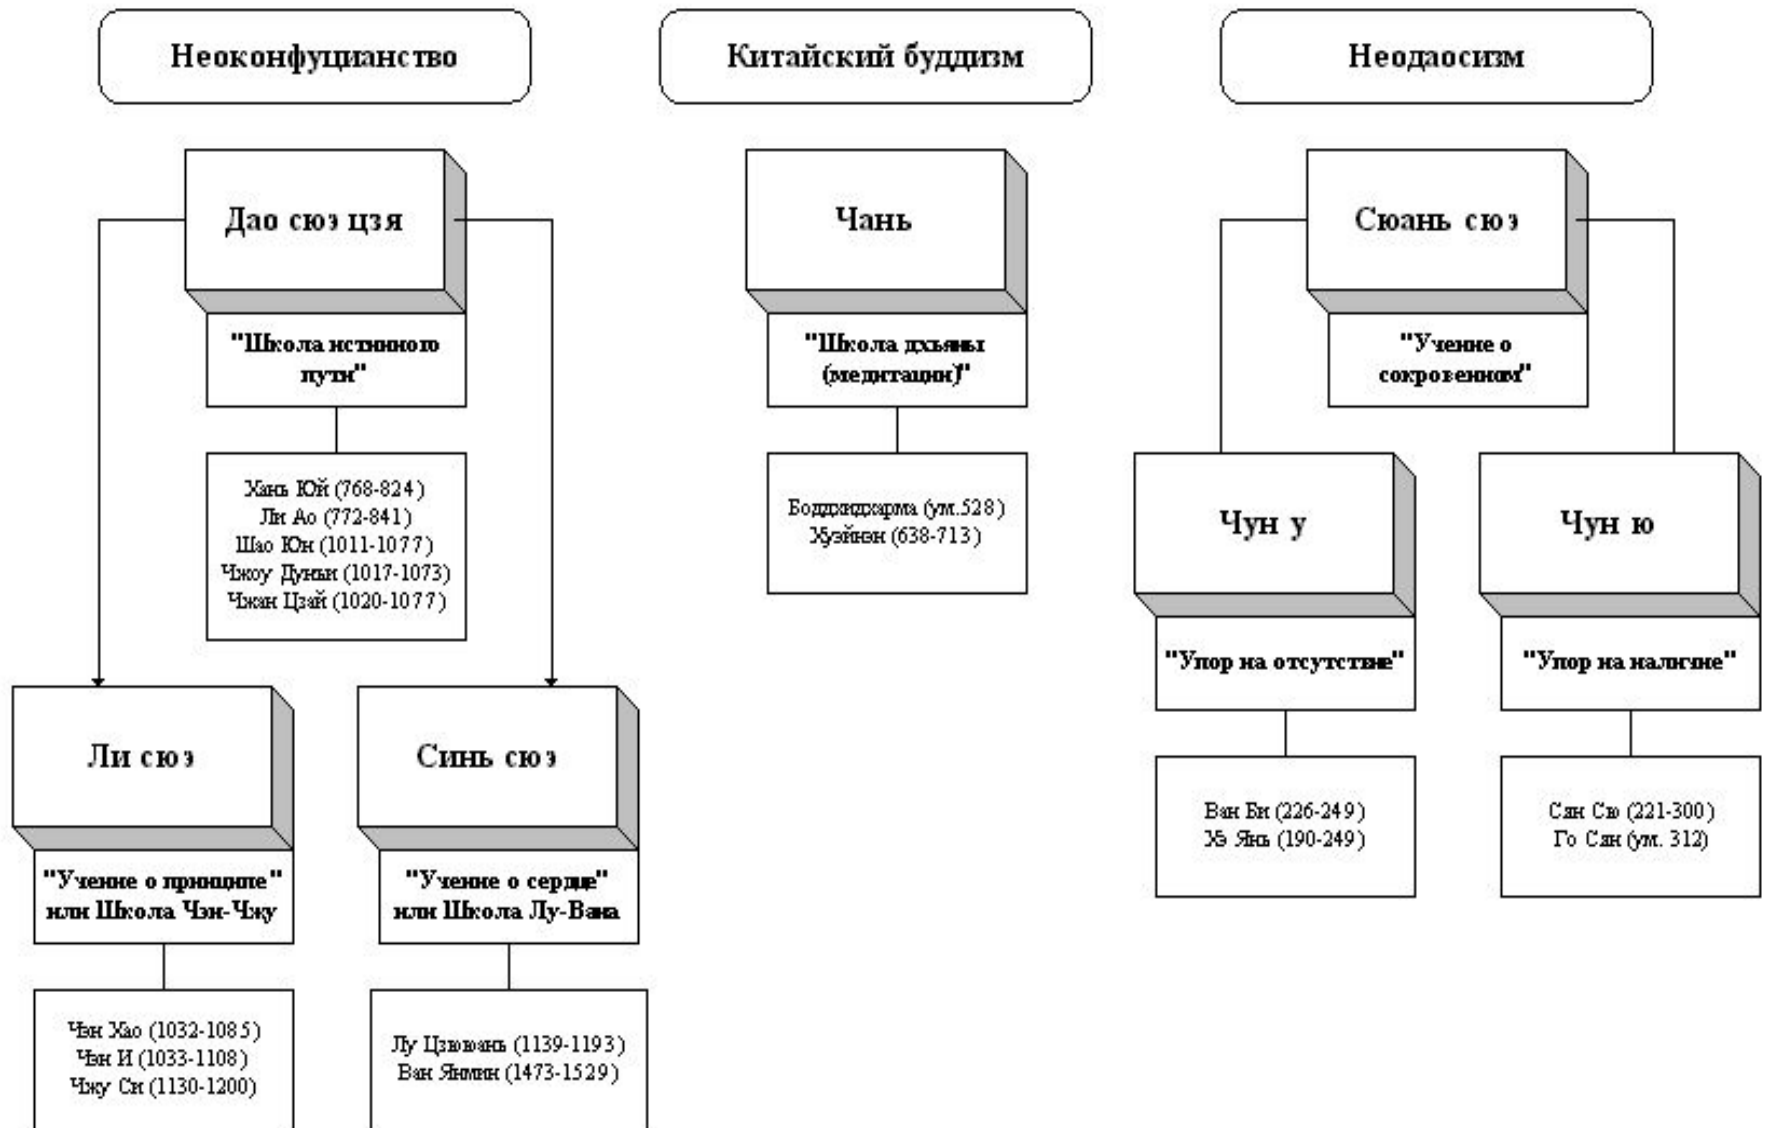 Неоконфуцианство
Китайский буддизм
Неодаосизм
Дао сюэ цзя
"Школа истинного
пути"
Хань Юй (768-824)
Ли Ао (772-841)
Шао Юн (1011-1077)
Чжоу Дуньи (1017-1073)
Чжан Цзай (1020-1077)
Ли сюэ
"Учение о принципе"
или Школа Чэн-Чжу
Чэн Хао (1032-1085)
Чэн И (1033-1108)
Чжу Си (1130-1200)
Синь сюэ
"Учение о сердце"
или Школа Лу-Вана
Лу Цзююань (1139-1193)
Ван Янмин (1473-1529)
Чань
"Школа дхьяны
(медитации)"
Боддхидхарма (ум.528)
Хуэйнэн (638-713)
Сюань сюэ
"Учение о
сокровенном"
Чун у
"Упор на отсутствие"
Ван Би (226-249)
Хэ Янь (190-249)
Чун ю
"Упор на наличие"
Сян Сю (221-300)
Го Сян (ум. 312)